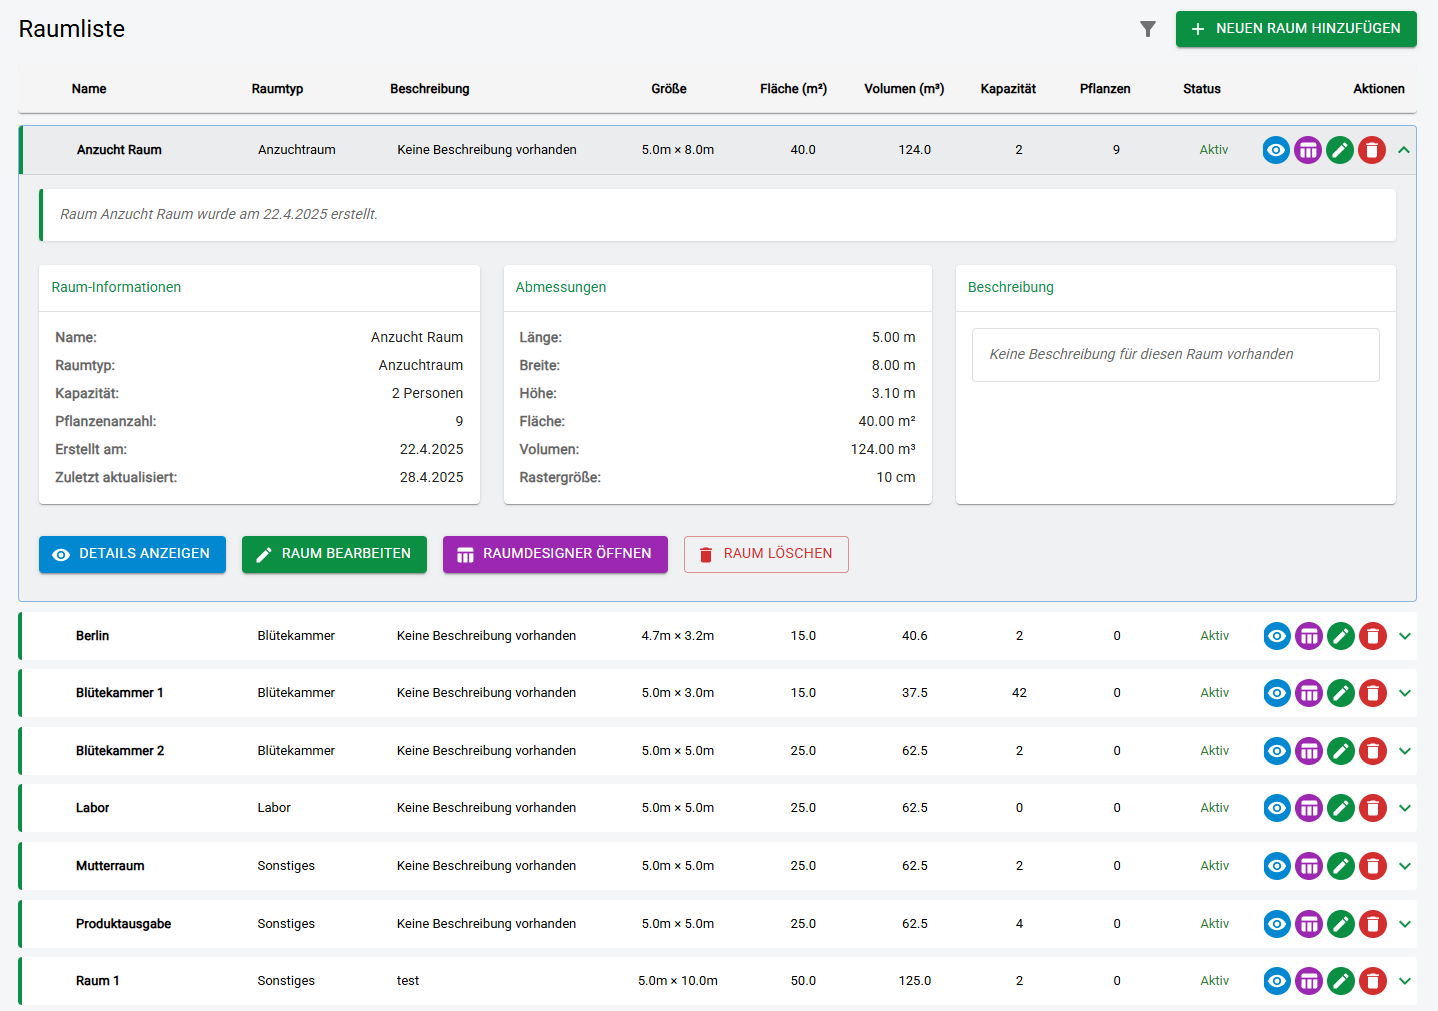 Raumliste
NEUEN RAUM HINZUFÜGEN
Name Raumtyp Beschreibung Größe Fläche (m²) Volumen (m³) Kapazität Pflanzen Status Aktionen
Anzucht Raum Anzuchtraum Keine Beschreibung vorhanden 5.0m × 8.0m 40.0 124.0 2 9 Aktiv
Raum Anzucht Raum wurde am 22.4.2025 erstellt.
Raum-Informationen
Name: Anzucht Raum
Raumtyp: Anzuchtraum
Kapazität: 2 Personen
Pflanzenanzahl: 9
Erstellt am: 22.4.2025
Zuletzt aktualisiert: 28.4.2025
Abmessungen
Länge: 5.00 m
Breite: 8.00 m
Höhe: 3.10 m
Fläche: 40.00 m²
Volumen: 124.00 m³
Rastergröße: 10 cm
Beschreibung
Keine Beschreibung für diesen Raum vorhanden
DETAILS ANZEIGEN RAUM BEARBEITEN RAUMDESIGNER ÖFFNEN RAUM LÖSCHEN
Berlin Blütekammer Keine Beschreibung vorhanden 4.7m × 3.2m 15.0 40.6 2 0 Aktiv
Blütekammer 1 Blütekammer Keine Beschreibung vorhanden 5.0m × 3.0m 15.0 37.5 42 0 Aktiv
Blütekammer 2 Blütekammer Keine Beschreibung vorhanden 5.0m × 5.0m 25.0 62.5 2 0 Aktiv
Labor Labor Keine Beschreibung vorhanden 5.0m × 5.0m 25.0 62.5 0 0 Aktiv
Mutterraum Sonstiges Keine Beschreibung vorhanden 5.0m × 5.0m 25.0 62.5 2 0 Aktiv
Produktausgabe Sonstiges Keine Beschreibung vorhanden 5.0m × 5.0m 25.0 62.5 4 0 Aktiv
Raum 1 Sonstiges test 5.0m × 10.0m 50.0 125.0 2 0 Aktiv